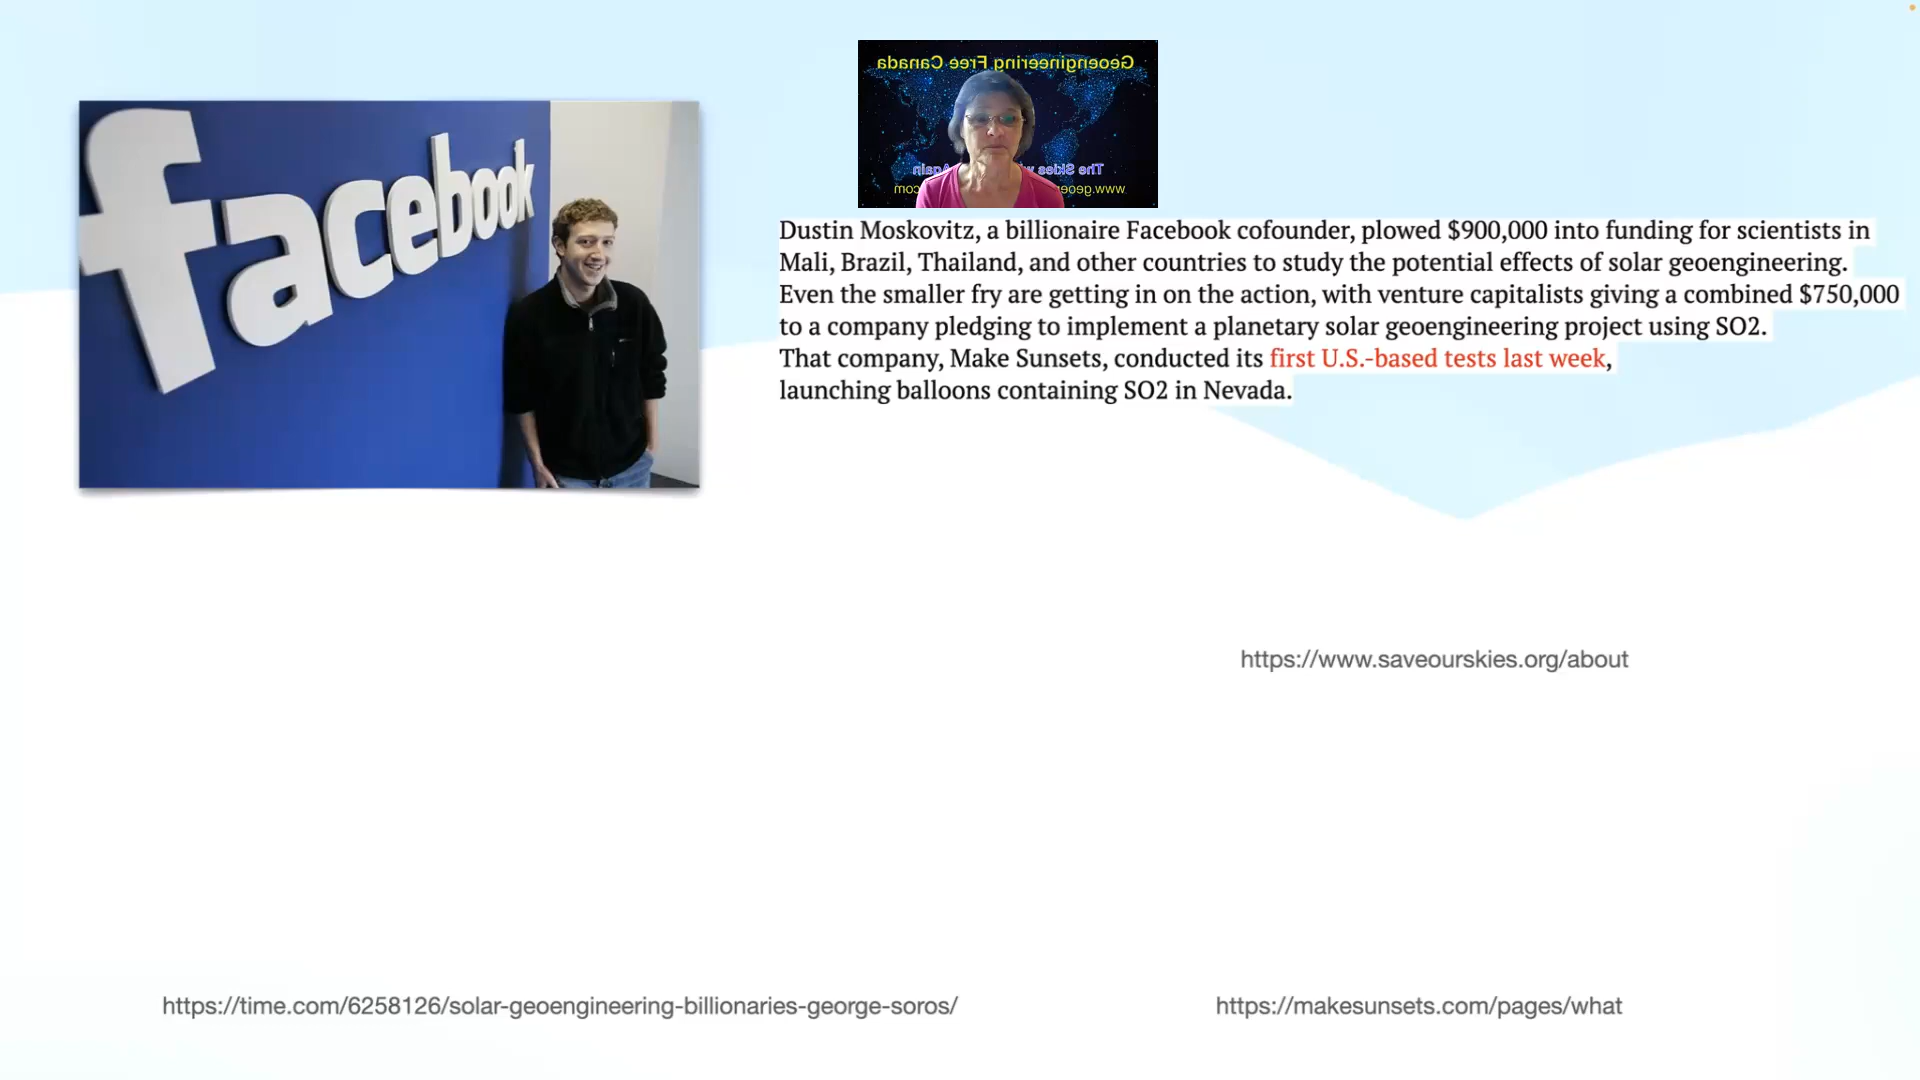 facebook
Geoengineering Free Canada
The Skies
Again
www.geoen
com
Dustin Moskovitz, a billionaire Facebook cofounder, plowed $900,000 into funding for scientists in
Mali, Brazil, Thailand, and other countries to study the potential effects of solar geoengineering.
Even the smaller fry are getting in on the action, with venture capitalists giving a combined $750,000
to a company pledging to implement a planetary solar geoengineering project using SO2.
That company, Make Sunsets, conducted its first U.S.-based tests last week,
launching balloons containing SO2 in Nevada.
https://www.saveourskies.org/about
https://time.com/6258126/solar-geoengineering-billionaries-george-soros/
https://makesunsets.com/pages/what